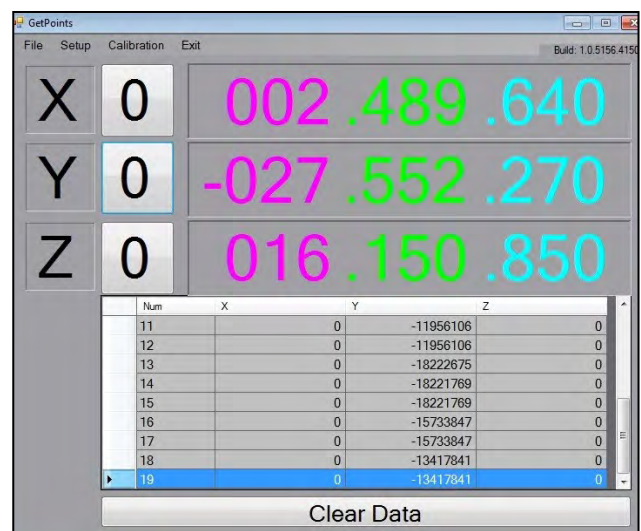 GetPoints
File Setup Calibration Exit
Build: 1.0.5156.4150
X 0 002.489.640
Y 0 -027.552.270
Z 0 016.150.850
Num X Y Z
11 0 -11956106 0
12 0 -11956106 0
13 0 -18222675 0
14 0 -18221769 0
15 0 -18221769 0
16 0 -15733847 0
17 0 -15733847 0
18 0 -13417841 0
19 0 -13417841 0
Clear Data